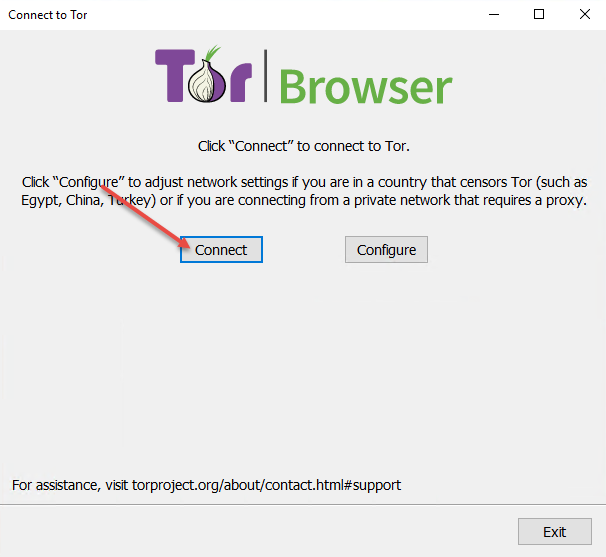 Connect to Tor
Tor Browser
Click “Connect” to connect to Tor.
Click “Configure” to adjust network settings if you are in a country that censors Tor (such as
Egypt, China, Turkey) or if you are connecting from a private network that requires a proxy.
Connect
Configure
For assistance, visit torproject.org/about/contact.html#support
Exit